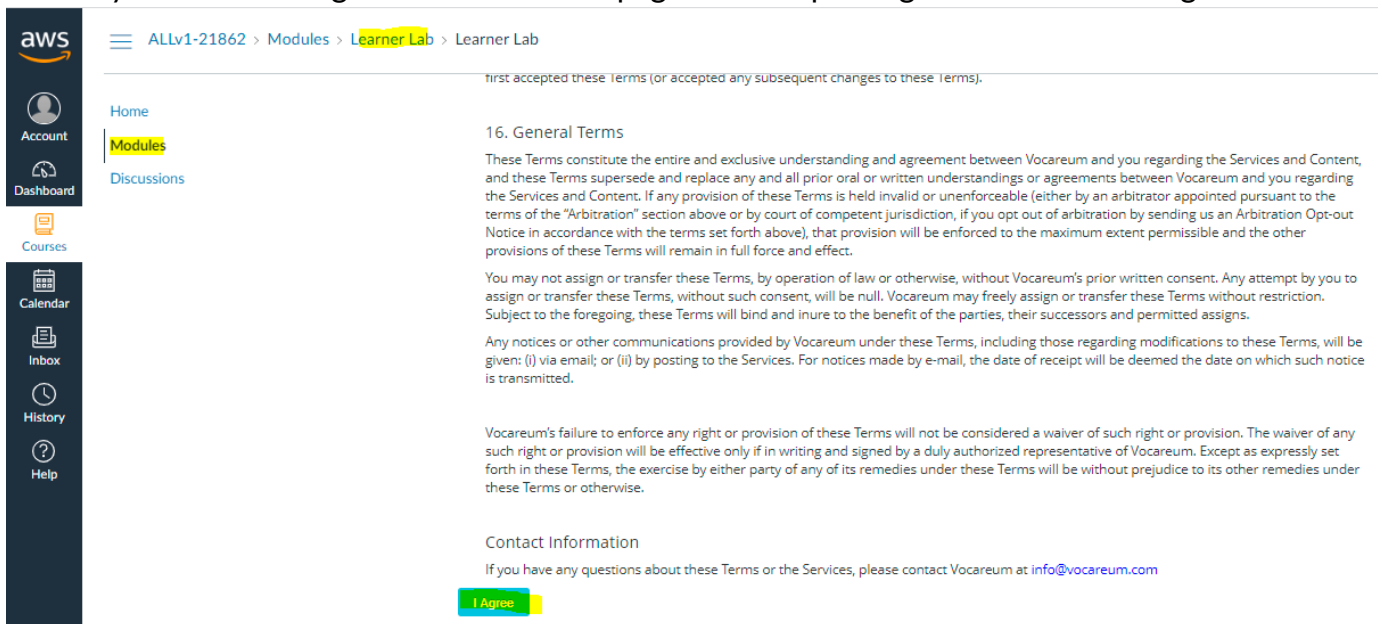 aws
ALLv1-21862 > Modules > Learner Lab > Learner Lab
first accepted these Terms (or accepted any subsequent changes to these Terms).
Account
Dashboard
Courses
Calendar
Inbox
History
Help
Home
Modules
Discussions
16. General Terms
These Terms constitute the entire and exclusive understanding and agreement between Vocareum and you regarding the Services and Content,
and these Terms supersede and replace any and all prior oral or written understandings or agreements between Vocareum and you regarding
the Services and Content. If any provision of these Terms is held invalid or unenforceable (either by an arbitrator appointed pursuant to the
terms of the “Arbitration” section above or by court of competent jurisdiction, if you opt out of arbitration by sending us an Arbitration Opt-out
Notice in accordance with the terms set forth above), that provision will be enforced to the maximum extent permissible and the other
provisions of these Terms will remain in full force and effect.
You may not assign or transfer these Terms, by operation of law or otherwise, without Vocareum’s prior written consent. Any attempt by you to
assign or transfer these Terms, without such consent, will be null. Vocareum may freely assign or transfer these Terms without restriction.
Subject to the foregoing, these Terms will bind and inure to the benefit of the parties, their successors and permitted assigns.
Any notices or other communications provided by Vocareum under these Terms, including those regarding modifications to these Terms, will be
given: (i) via email; or (ii) by posting to the Services. For notices made by e-mail, the date of receipt will be deemed the date on which such notice
is transmitted.
Vocareum’s failure to enforce any right or provision of these Terms will not be considered a waiver of such right or provision. The waiver of any
such right or provision will be effective only if in writing and signed by a duly authorized representative of Vocareum. Except as expressly set
forth in these Terms, the exercise by either party of any of its remedies under these Terms will be without prejudice to its other remedies under
these Terms or otherwise.
Contact Information
If you have any questions about these Terms or the Services, please contact Vocareum at info@vocareum.com
I Agree